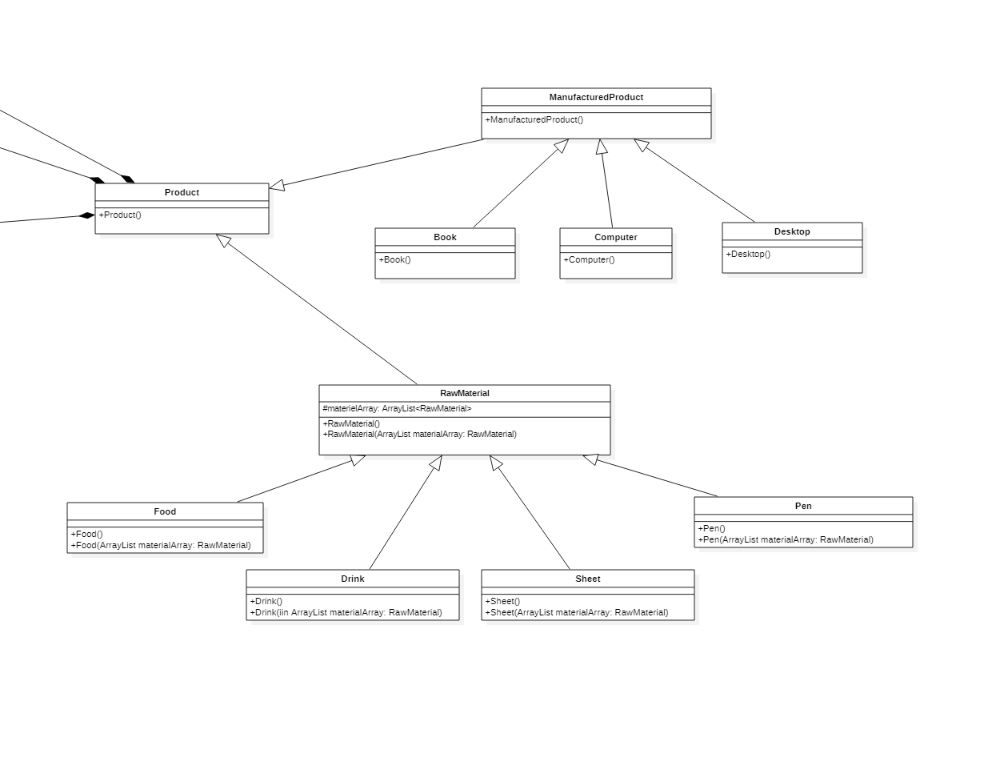 ManufacturedProduct
+ManufacturedProduct()
Product
+Product()
Book
+Book()
Computer
+Computer()
Desktop
+Desktop()
RawMaterial
#materielArray: ArrayList<RawMaterial>
+RawMaterial()
+RawMaterial(ArrayList materialArray: RawMaterial)
Food
+Food()
+Food(ArrayList materialArray: RawMaterial)
Pen
+Pen()
+Pen(ArrayList materialArray: RawMaterial)
Drink
+Drink()
+Drink(iin ArrayList materialArray: RawMaterial)
Sheet
+Sheet()
+Sheet(ArrayList materialArray: RawMaterial)